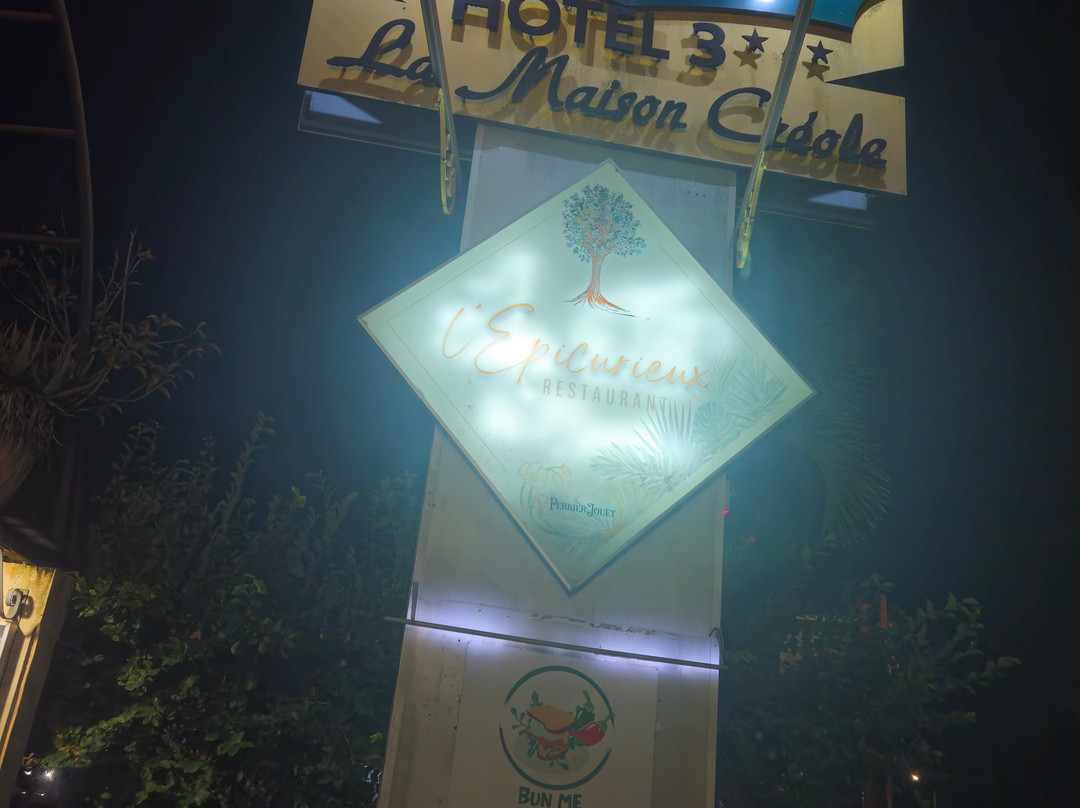 HOTEL 3
La Maison Créole
l'Epicurieux
RESTAURANT
PERRIER-JOUËT
BUN ME